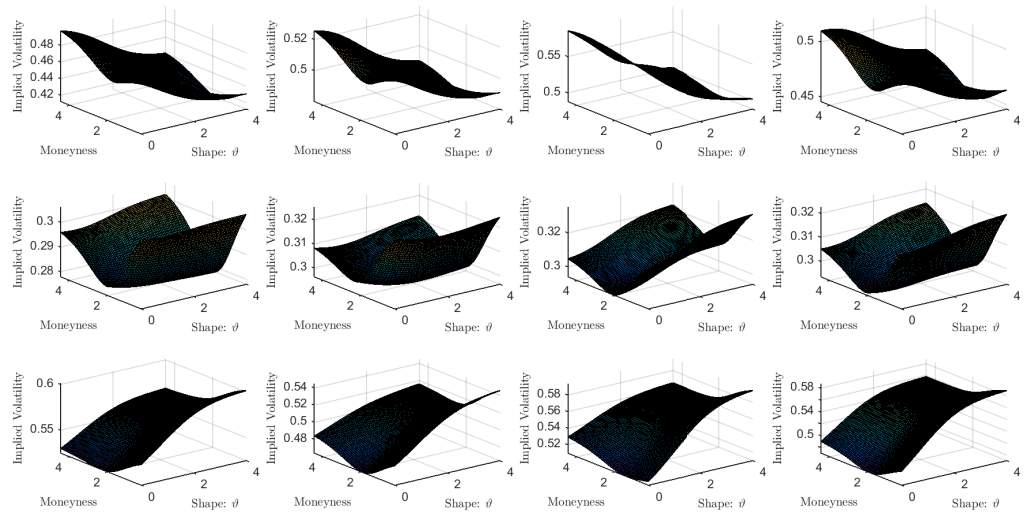 Implied Volatility
0.48
0.46
0.44
0.42
4
2
0
Moneyness
2
4
Shape: ϑ
Implied Volatility
0.52
0.5
4
2
0
Moneyness
2
4
Shape: ϑ
Implied Volatility
0.55
0.5
4
2
0
Moneyness
2
4
Shape: ϑ
Implied Volatility
0.5
0.45
4
2
0
Moneyness
2
4
Shape: ϑ
Implied Volatility
0.3
0.29
0.28
4
2
0
Moneyness
2
4
Shape: ϑ
Implied Volatility
0.32
0.31
0.3
4
2
0
Moneyness
2
4
Shape: ϑ
Implied Volatility
0.32
0.3
4
2
0
Moneyness
2
4
Shape: ϑ
Implied Volatility
0.32
0.31
0.3
4
2
0
Moneyness
2
4
Shape: ϑ
Implied Volatility
0.6
0.55
4
2
0
Moneyness
2
4
Shape: ϑ
Implied Volatility
0.54
0.52
0.5
0.48
4
2
0
Moneyness
2
4
Shape: ϑ
Implied Volatility
0.58
0.56
0.54
0.52
4
2
0
Moneyness
2
4
Shape: ϑ
Implied Volatility
0.58
0.54
0.5
4
2
0
Moneyness
2
4
Shape: ϑ